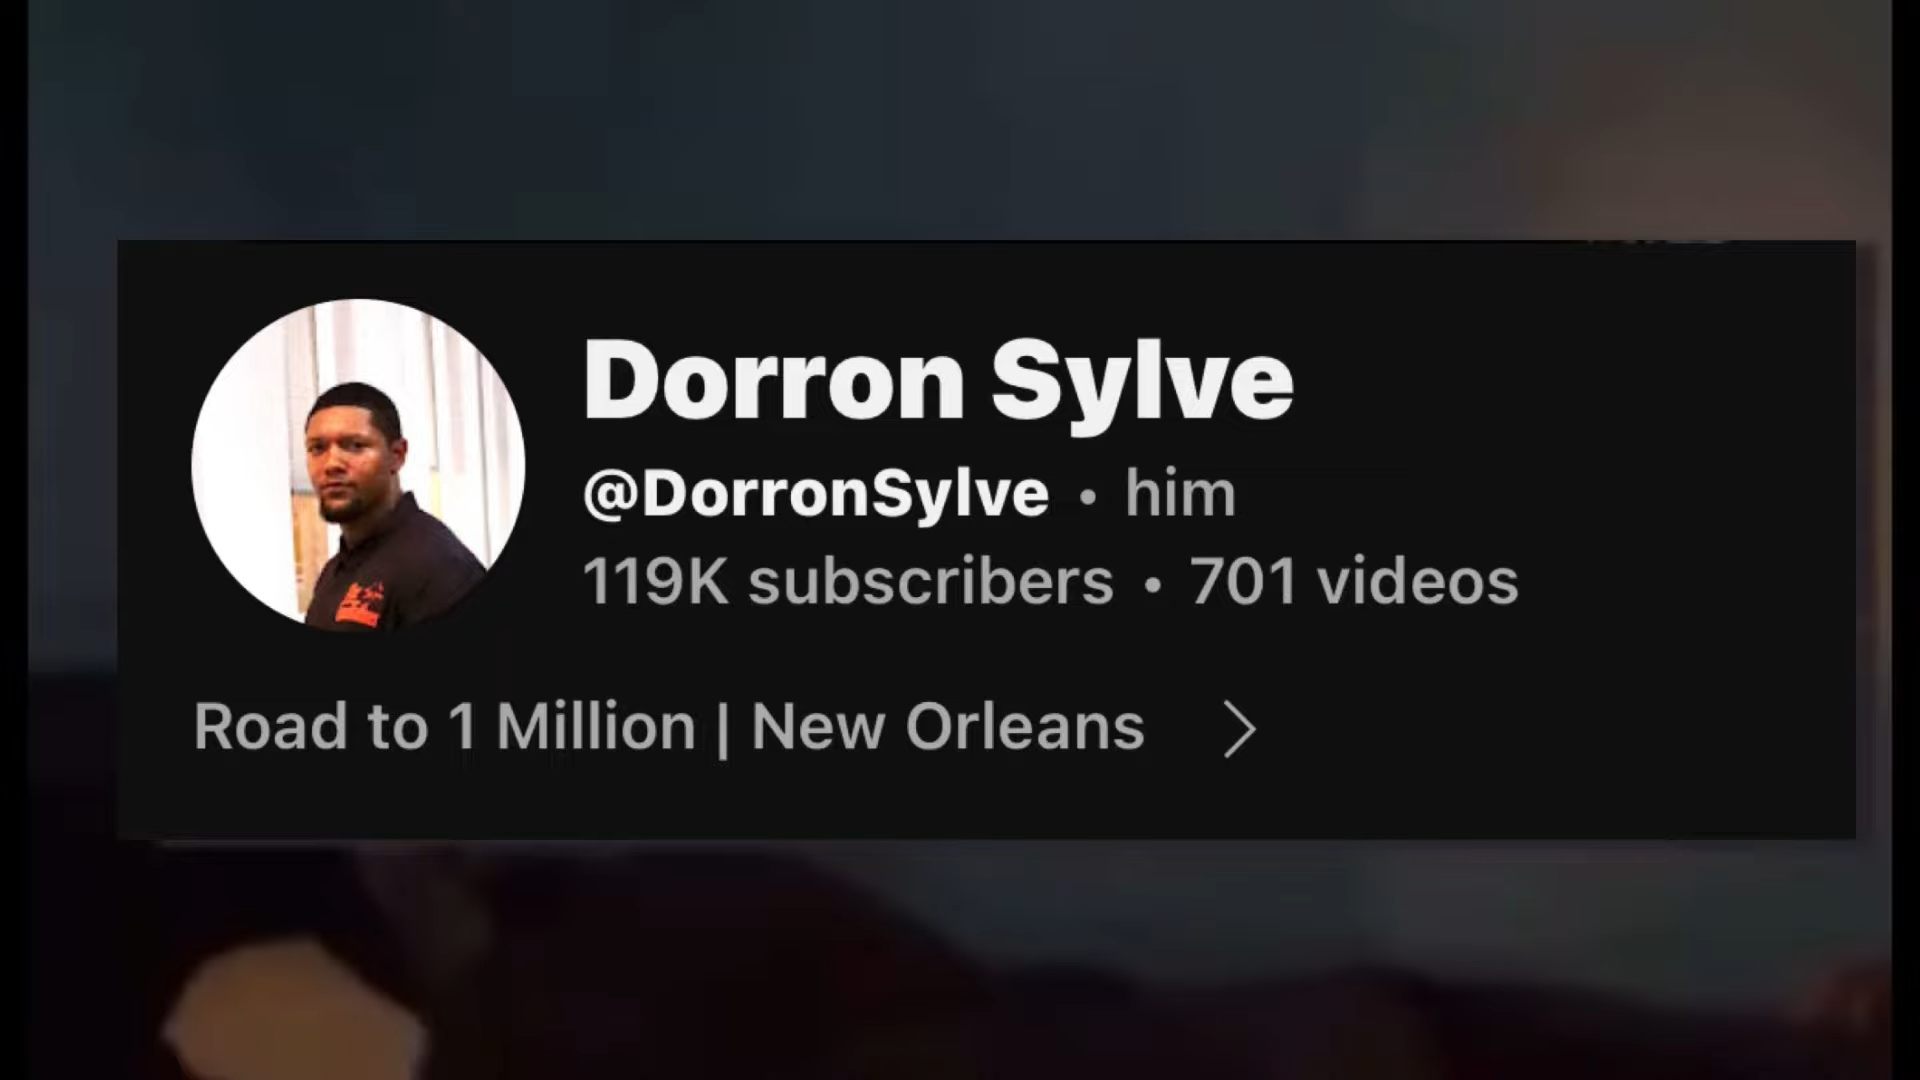 Dorron Sylve
@DorronSylve • him
119K subscribers • 701 videos
Road to 1 Million | New Orleans